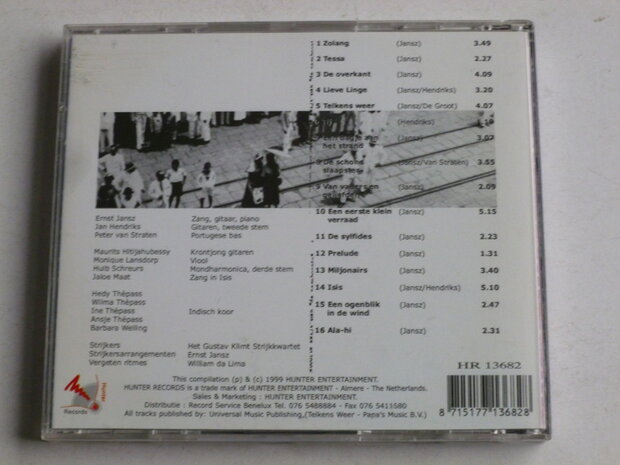 1 Zolang (Jansz) 3.49
2 Tessa (Jansz) 2.27
3 De overkant (Jansz) 4.09
4 Lieve Linge (Jansz/Hendriks) 3.20
5 Telkens weer (Jansz/De Groot) 4.07
(Hendriks)
het strand (Jansz) 3.07
8 De schone (Jansz/Van Straten) 3.55
slaapster
9 Van vaders en (Jansz) 2.05
10 Een eerste klein (Jansz) 5.15
verraad
11 De sylfides (Jansz) 2.23
12 Prelude (Jansz) 1.31
13 Miljonairs (Jansz) 3.40
14 Isis (Jansz/Hendriks) 5.10
15 Een ogenblik (Jansz) 2.47
in de wind
16 Ala-hi (Jansz) 2.31
Ernst Jansz Zang, gitaar, piano
Jan Hendriks Gitaren, tweede stem
Peter van Straten Portugese bas
Maurits Hitijahubessy Krontjong gitaren
Monique Lansdorp Viool
Huib Schreurs Mondharmonica, derde stem
Jaloe Maat Zang in Isis
Hedy Thépass
Wilma Thépass
Ine Thépass Indisch koor
Ansje Thépass
Barbara Welling
Strijkers Het Gustav Klimt Strijkkwartet
Strijkersarrangementen Ernst Jansz
Vergeten ritmes William da Lima
HR 13682
This compilation (p) & (c) 1999 HUNTER ENTERTAINMENT.
HUNTER RECORDS is a trade mark of HUNTER ENTERTAINMENT - Almere - The Netherlands.
Sales & Marketing : HUNTER ENTERTAINMENT.
Distributie : Record Service Benelux Tel. 076 5488884 - Fax 076 5411580
All tracks published by: Universal Music Publishing,(Telkens Weer - Papa's Music B.V.)
Hunter
Records
8 715177 136828